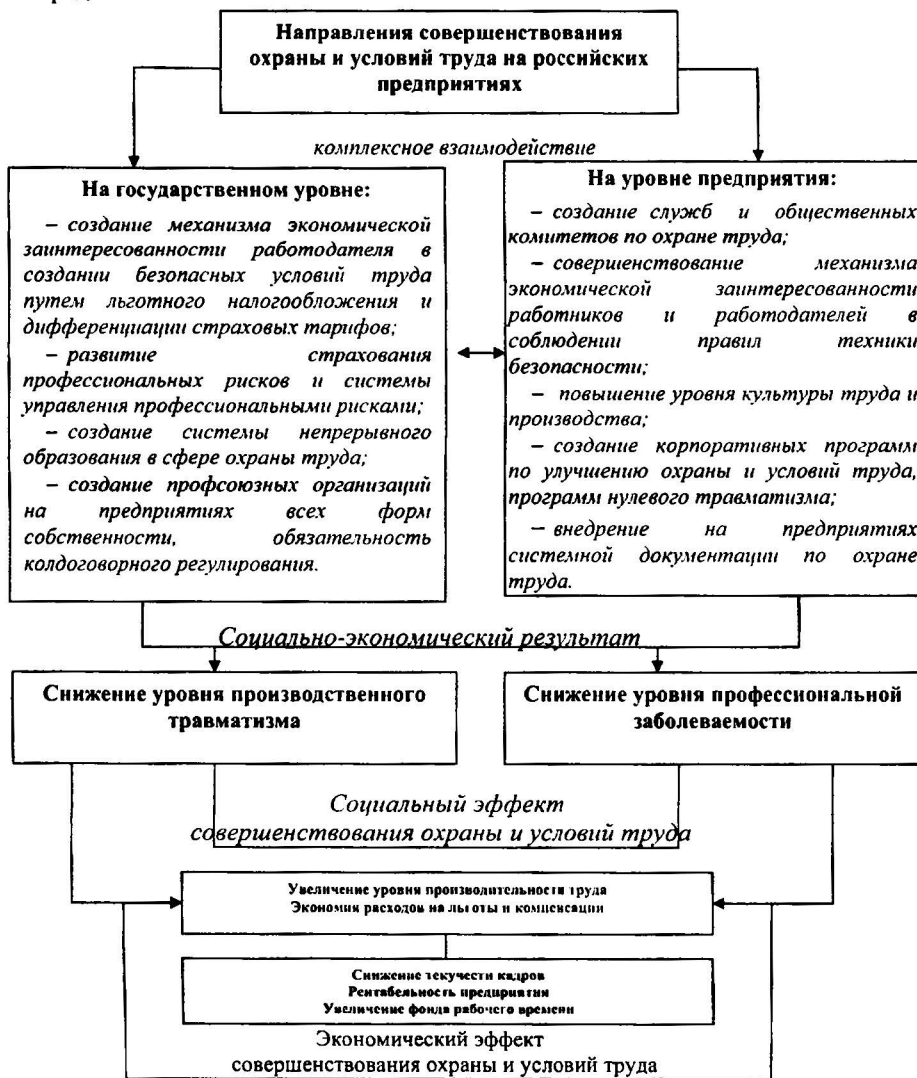 Направления совершенствования
охраны и условий труда на российских
предприятиях
комплексное взаимодействие
На государственном уровне:
– создание механизма экономической
заинтересованности работодателя в
создании безопасных условий труда
путем льготного налогообложения и
дифференциации страховых тарифов;
– развитие страхования
профессиональных рисков и системы
управления профессиональными рисками;
– создание системы непрерывного
образования в сфере охраны труда;
– создание профсоюзных организаций
на предприятиях всех форм
собственности, обязательность
колдоговорного регулирования.
На уровне предприятия:
– создание служб и общественных
комитетов по охране труда;
– совершенствование механизма
экономической заинтересованности
работников и работодателей в
соблюдении правил техники
безопасности;
– повышение уровня культуры труда и
производства;
– создание корпоративных программ
по улучшению охраны и условий труда,
программ нулевого травматизма;
– внедрение на предприятиях
системной документации по охране
труда.
Социально-экономический результат
Снижение уровня производственного
травматизма
Снижение уровня профессиональной
заболеваемости
Социальный эффект
совершенствования охраны и условий труда
Увеличение уровня производительности труда
Экономия расходов на льготы и компенсации
Снижение текучести кадров
Рентабельность предприятия
Увеличение фонда рабочего времени
Экономический эффект
совершенствования охраны и условий труда